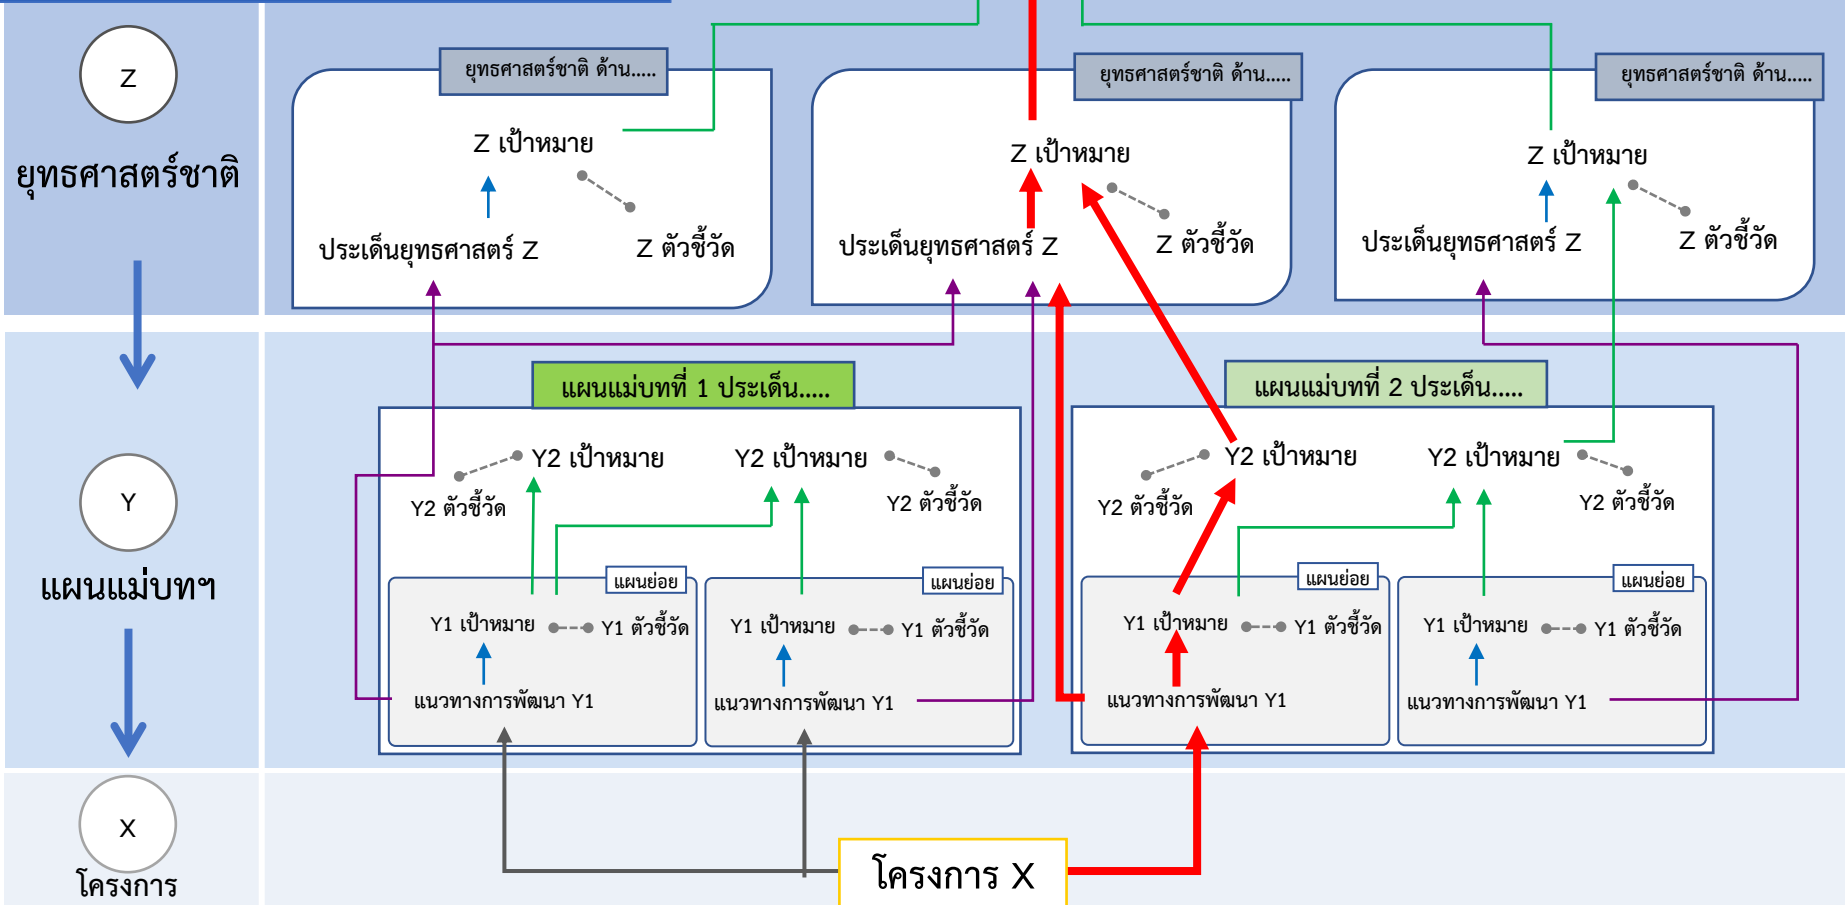 Z
ยุทธศาสตร์ชาติ
ยุทธศาสตร์ชาติ ด้าน.....
Z เป้าหมาย
ประเด็นยุทธศาสตร์ Z
Z ตัวชี้วัด
ยุทธศาสตร์ชาติ ด้าน.....
Z เป้าหมาย
ประเด็นยุทธศาสตร์ Z
Z ตัวชี้วัด
ยุทธศาสตร์ชาติ ด้าน.....
Z เป้าหมาย
ประเด็นยุทธศาสตร์ Z
Z ตัวชี้วัด
Y
แผนแม่บทฯ
แผนแม่บทที่ 1 ประเด็น.....
Y2 เป้าหมาย
Y2 ตัวชี้วัด
Y2 เป้าหมาย
Y2 ตัวชี้วัด
แผนย่อย
Y1 เป้าหมาย
Y1 ตัวชี้วัด
แนวทางการพัฒนา Y1
แผนย่อย
Y1 เป้าหมาย
Y1 ตัวชี้วัด
แนวทางการพัฒนา Y1
แผนแม่บทที่ 2 ประเด็น.....
Y2 เป้าหมาย
Y2 ตัวชี้วัด
Y2 เป้าหมาย
Y2 ตัวชี้วัด
แผนย่อย
Y1 เป้าหมาย
Y1 ตัวชี้วัด
แนวทางการพัฒนา Y1
แผนย่อย
Y1 เป้าหมาย
Y1 ตัวชี้วัด
แนวทางการพัฒนา Y1
X
โครงการ
โครงการ X